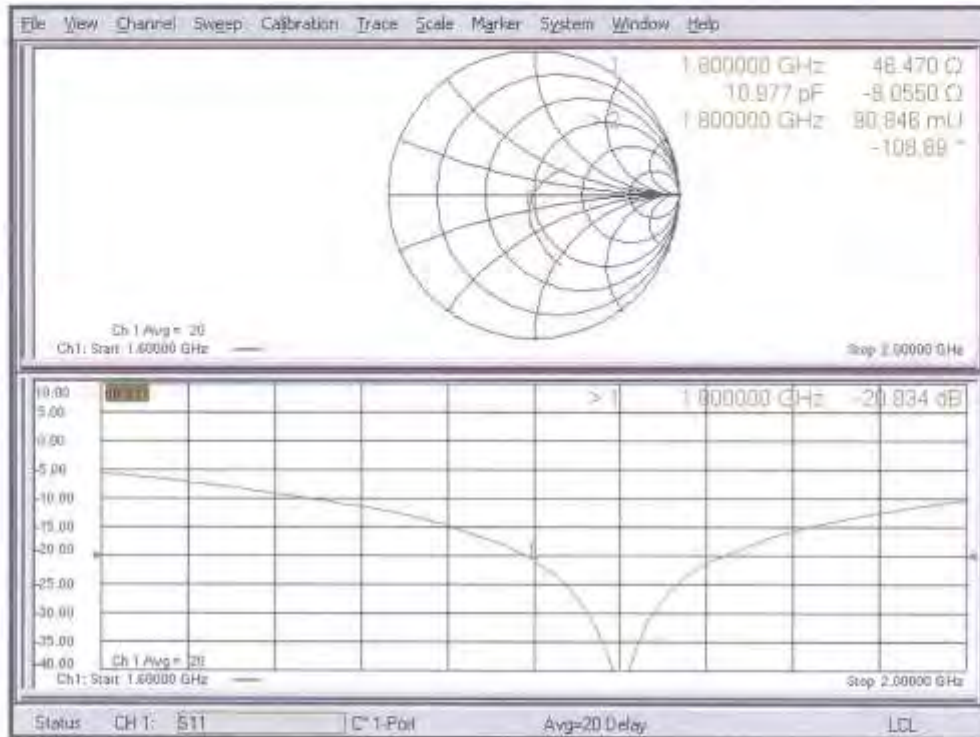 File View Channel Sweep Calibration Trace Scale Marker System Window Help
1 1.800000 GHz 48.470 Ω
10.977 pF -8.0550 Ω
>2 1.800000 GHz 90.846 mU
-108.89 °
Ch 1 Avg = 20
Ch1: Start 1.60000 GHz Stop 2.00000 GHz
10.00 > 1 1.800000 GHz -20.834 dB
5.00
0.00
-5.00
-10.00
-15.00
-20.00 1
-25.00
-30.00
-35.00
-40.00 Ch 1 Avg = 20
Ch1: Start 1.60000 GHz Stop 2.00000 GHz
Status CH 1: S11 C* 1-Port Avg=20 Delay LCL